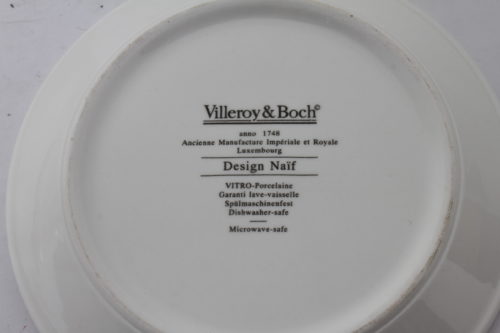 Villeroy & Boch©
anno 1748
Ancienne Manufacture Impériale et Royale
Luxembourg
Design Naïf
VITRO-Porcelaine
Garanti lave-vaisselle
Spülmaschinenfest
Dishwasher-safe
Microwave-safe